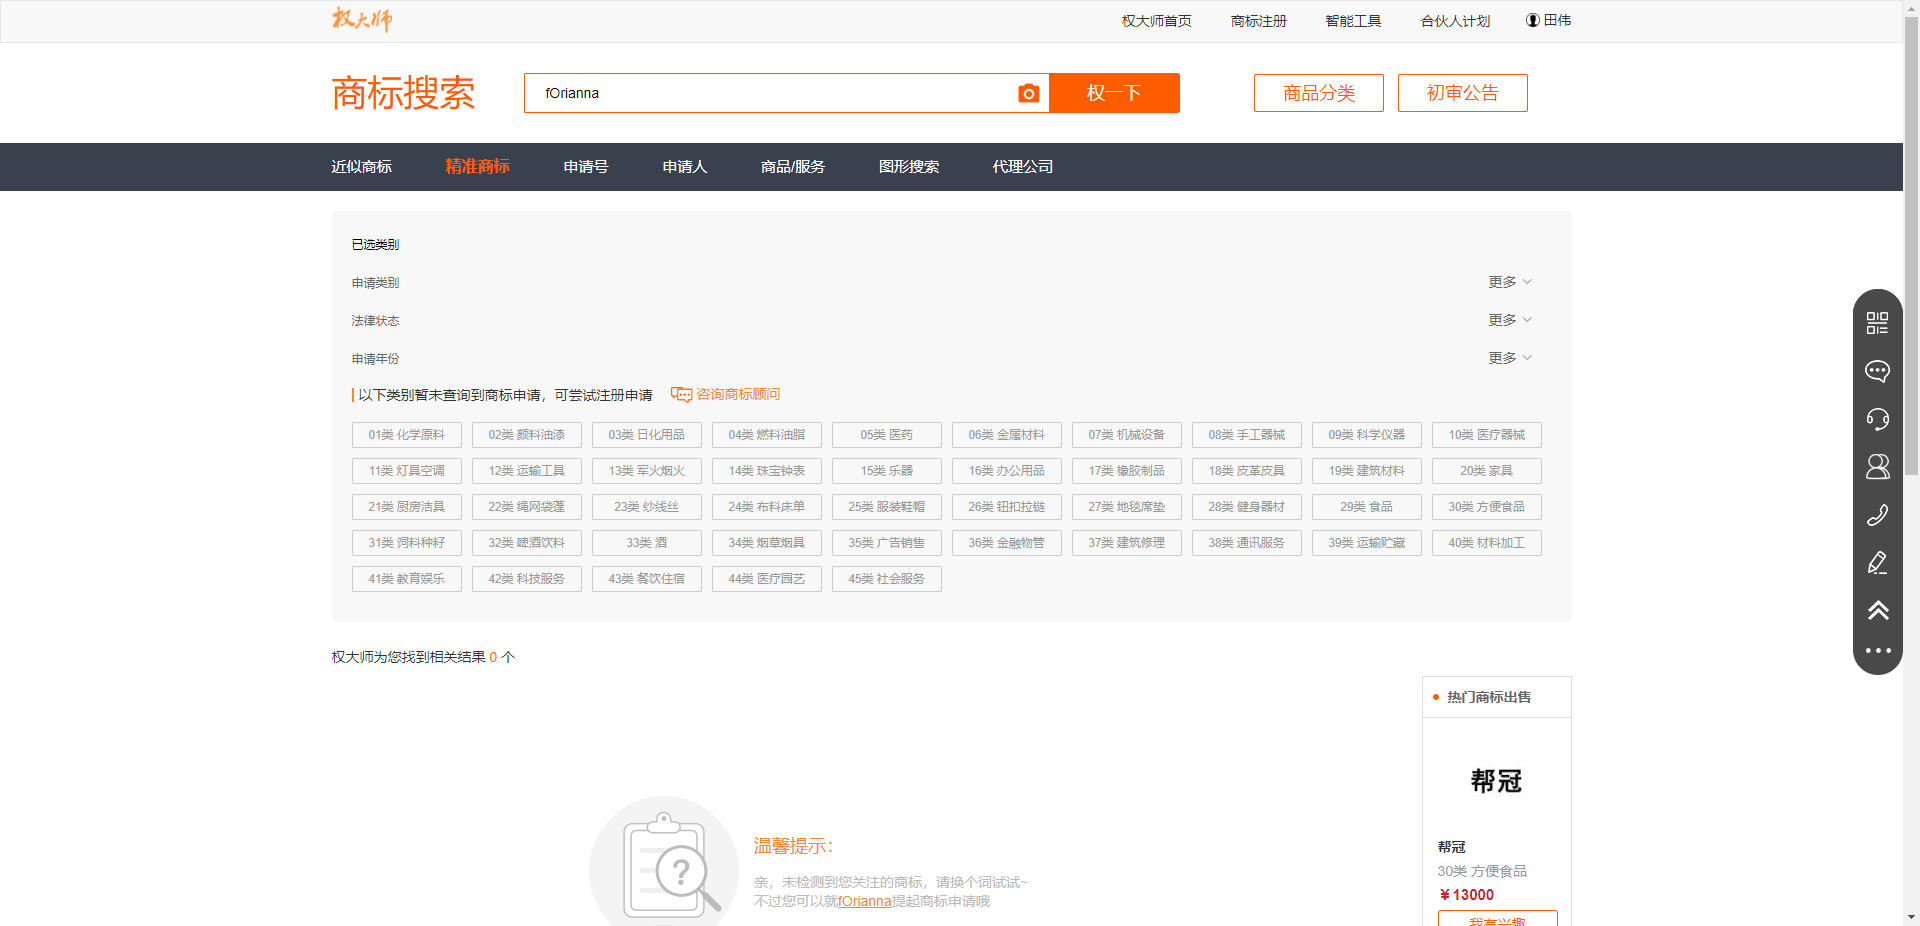 权大师
权大师首页 商标注册 智能工具 合伙人计划 田伟
商标搜索 fOrianna 权一下 商品分类 初审公告
近似商标 精准商标 申请号 申请人 商品/服务 图形搜索 代理公司
已选类别
申请类别 更多
法律状态 更多
申请年份 更多
以下类别暂未查询到商标申请，可尝试注册申请 咨询商标顾问
01类 化学原料 02类 颜料油漆 03类 日化用品 04类 燃料油脂 05类 医药 06类 金属材料 07类 机械设备 08类 手工器械 09类 科学仪器 10类 医疗器械
11类 灯具空调 12类 运输工具 13类 军火烟火 14类 珠宝钟表 15类 乐器 16类 办公用品 17类 橡胶制品 18类 皮革皮具 19类 建筑材料 20类 家具
21类 厨房洁具 22类 绳网袋蓬 23类 纱线丝 24类 布料床单 25类 服装鞋帽 26类 钮扣拉链 27类 地毯席垫 28类 健身器材 29类 食品 30类 方便食品
31类 饲料种籽 32类 啤酒饮料 33类 酒 34类 烟草烟具 35类 广告销售 36类 金融物管 37类 建筑修理 38类 通讯服务 39类 运输贮藏 40类 材料加工
41类 教育娱乐 42类 科技服务 43类 餐饮住宿 44类 医疗园艺 45类 社会服务
权大师为您找到相关结果 0 个
热门商标出售
帮冠
温馨提示：
帮冠
30类 方便食品
亲，未检测到您关注的商标，请换个词试试~
￥13000
不过您可以就fOrianna提起商标申请哦
我有兴趣